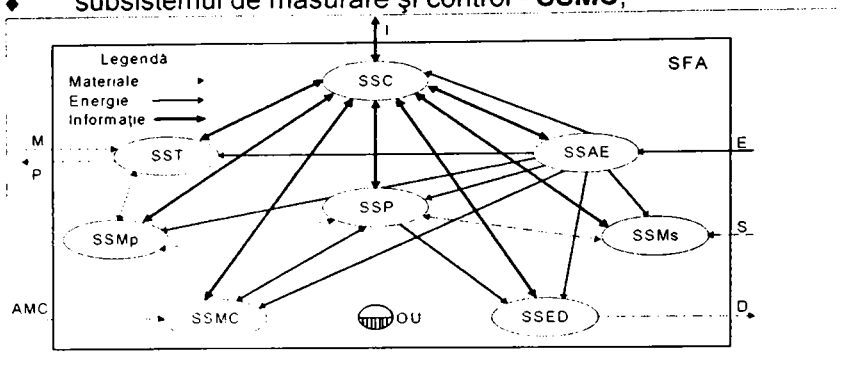 ◆ subsistemul de măsurare și control - SSMC;
I
Legendă
SFA
Materiale
SSC
Energie
Informație
M
E
SST
SSAE
P
SSP
SSMp
SSMs
S
AMC
SSMC
OU
SSED
D